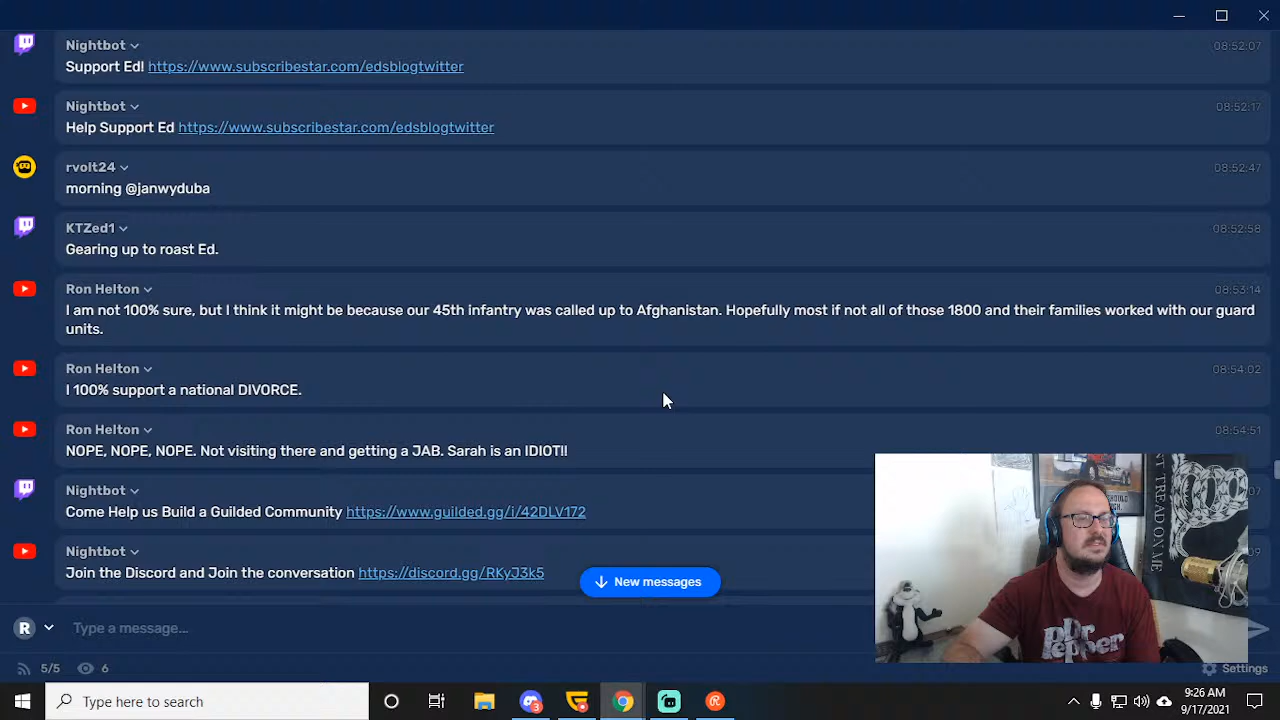 Nightbot
08:52:07
Support Ed! https://www.subscribestar.com/edsblogtwitter
Nightbot
08:52:17
Help Support Ed https://www.subscribestar.com/edsblogtwitter
rvolt24
08:52:47
morning @janwyduba
KTZed1
08:52:58
Gearing up to roast Ed.
Ron Helton
08:53:14
I am not 100% sure, but I think it might be because our 45th infantry was called up to Afghanistan. Hopefully most if not all of those 1800 and their families worked with our guard
units.
Ron Helton
08:54:02
I 100% support a national DIVORCE.
Ron Helton
08:54:51
NOPE, NOPE, NOPE. Not visiting there and getting a JAB. Sarah is an IDIOT!!
Nightbot
Come Help us Build a Guilded Community https://www.guilded.gg/i/42DLV172
Nightbot
Join the Discord and Join the conversation https://discord.gg/RKyJ3k5
New messages
TREAD ON ME
R
Type a message...
Dr
Pepper
5/5
6
Settings
Type here to search
3
9:26 AM
9/17/2021